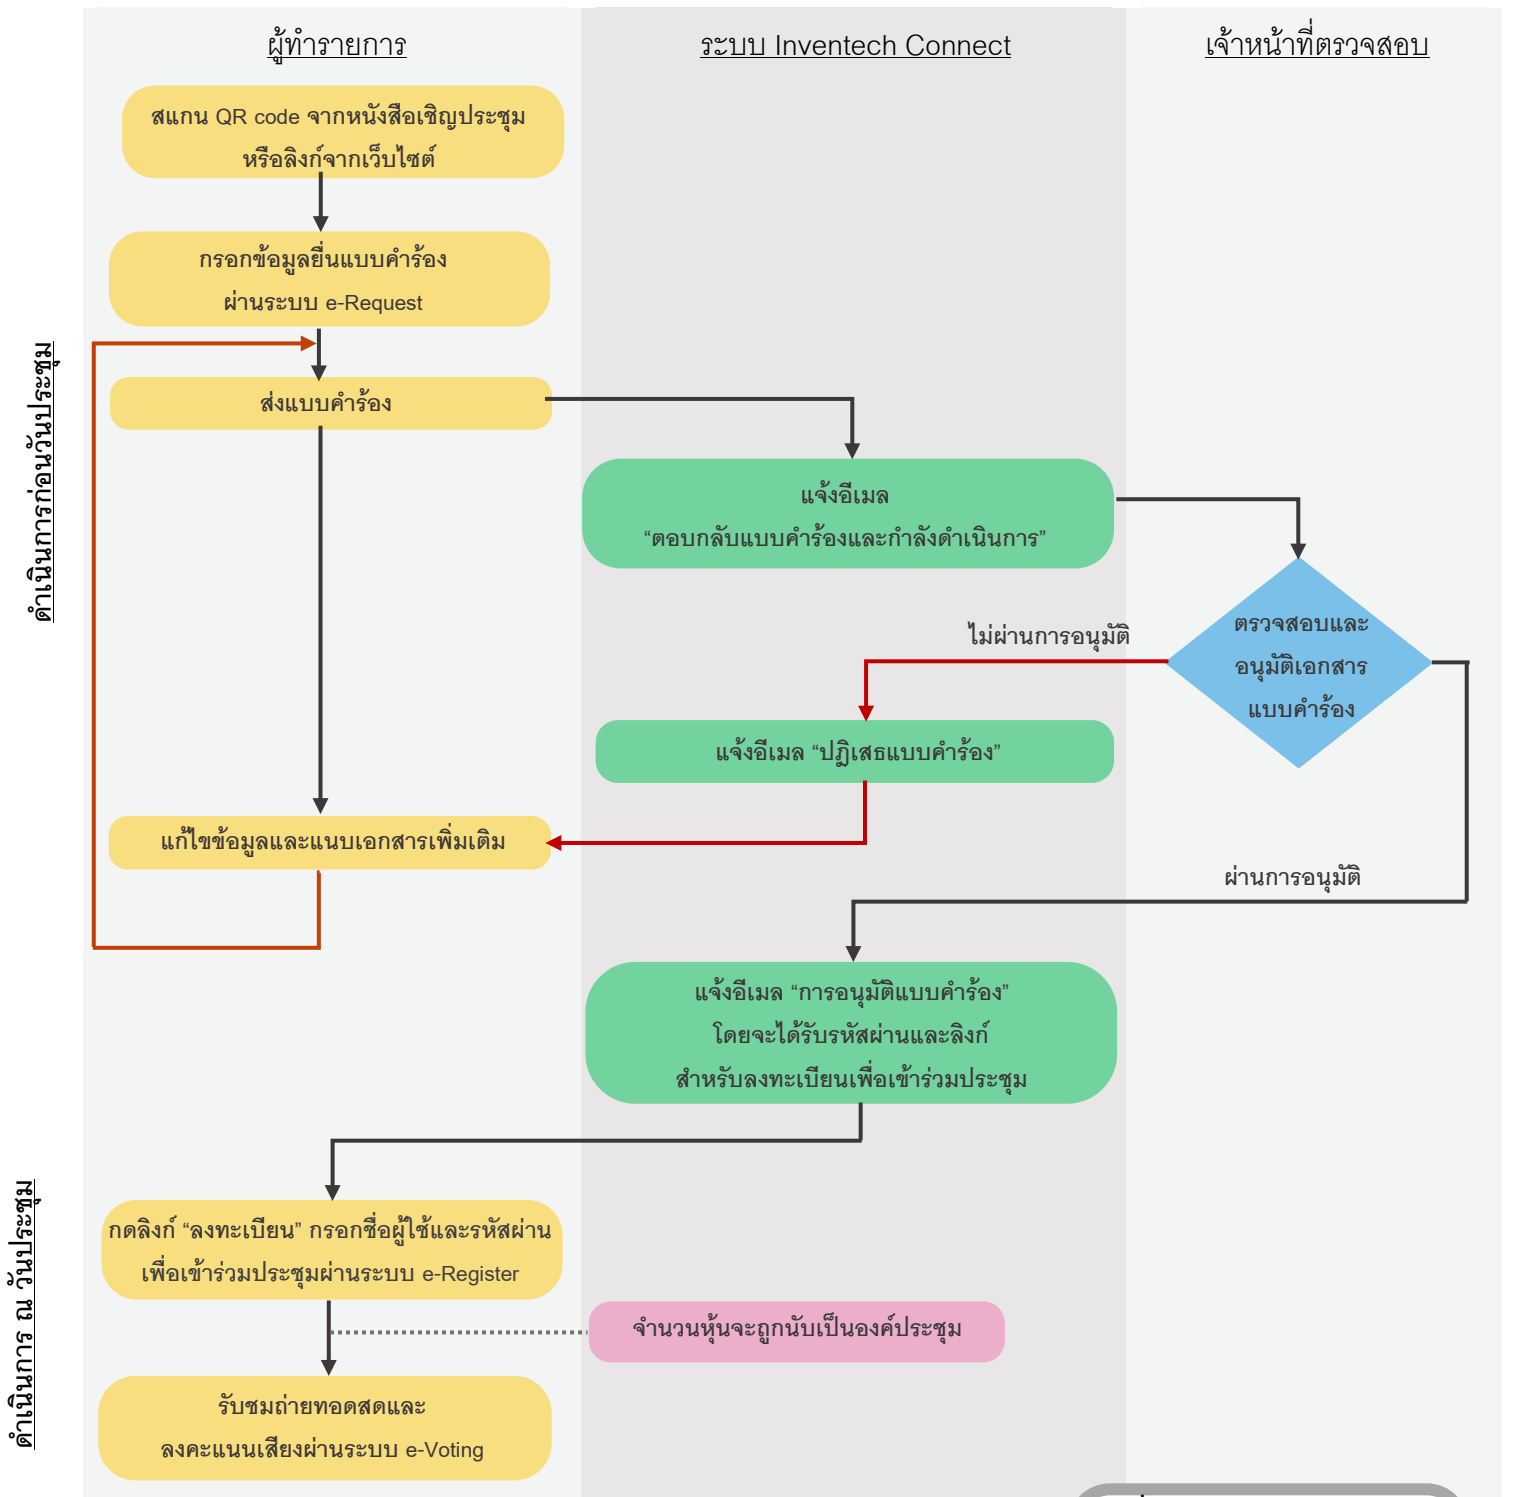 ผู้ทำรายการ
ระบบ Inventech Connect
เจ้าหน้าที่ตรวจสอบ
ดำเนินการก่อนวันประชุม
สแกน QR code จากหนังสือเชิญประชุม
หรือลิงก์จากเว็บไซต์
กรอกข้อมูลยื่นแบบคำร้อง
ผ่านระบบ e-Request
ส่งแบบคำร้อง
แจ้งอีเมล
“ตอบกลับแบบคำร้องและกำลังดำเนินการ”
ตรวจสอบและ
อนุมัติเอกสาร
แบบคำร้อง
ไม่ผ่านการอนุมัติ
แจ้งอีเมล “ปฏิเสธแบบคำร้อง”
แก้ไขข้อมูลและแนบเอกสารเพิ่มเติม
ผ่านการอนุมัติ
แจ้งอีเมล “การอนุมัติแบบคำร้อง”
โดยจะได้รับรหัสผ่านและลิงก์
สำหรับลงทะเบียนเพื่อเข้าร่วมประชุม
ดำเนินการ ณ วันประชุม
กดลิงก์ “ลงทะเบียน” กรอกชื่อผู้ใช้และรหัสผ่าน
เพื่อเข้าร่วมประชุมผ่านระบบ e-Register
จำนวนหุ้นจะถูกนับเป็นองค์ประชุม
รับชมถ่ายทอดสดและ
ลงคะแนนเสียงผ่านระบบ e-Voting